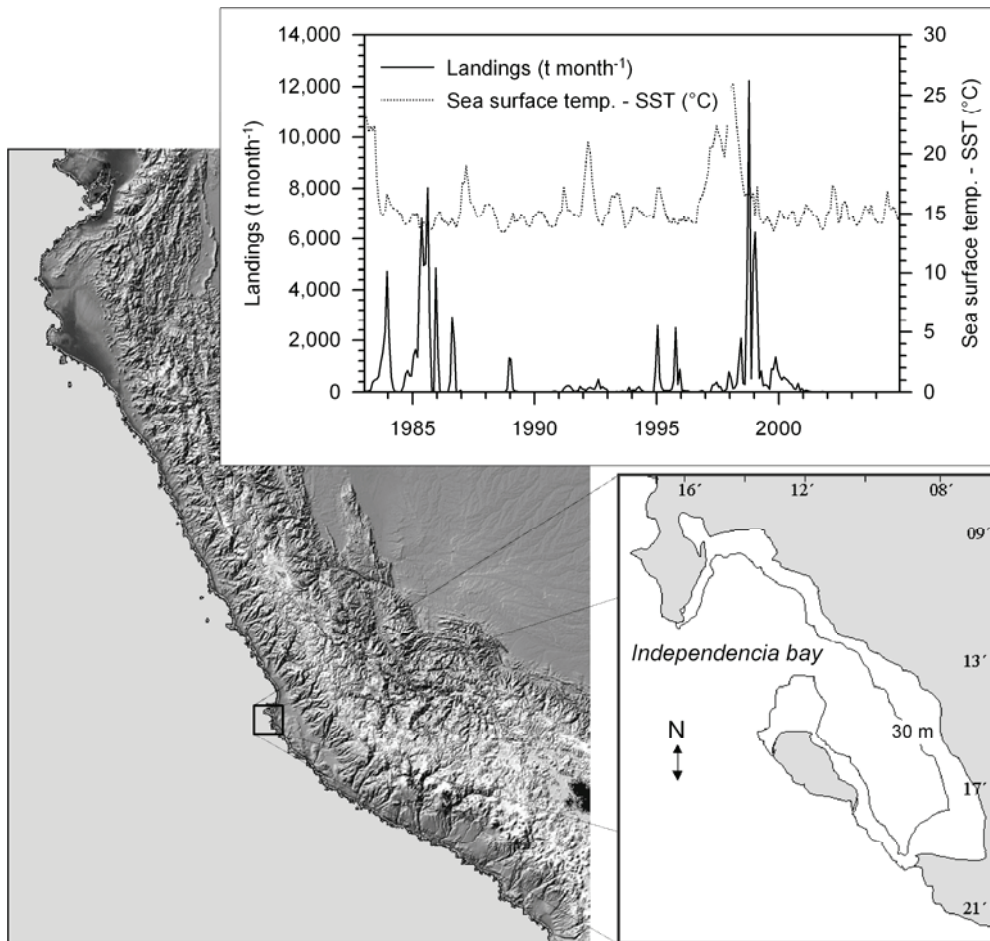 14,000
12,000
10,000
8,000
6,000
4,000
2,000
0
Landings (t month⁻¹)
Landings (t month⁻¹)
Sea surface temp. - SST (°C)
30
25
20
15
10
5
0
Sea surface temp. - SST (°C)
1985 1990 1995 2000
16´ 12´ 08´
09´
13´
17´
21´
Independencia bay
N
30 m